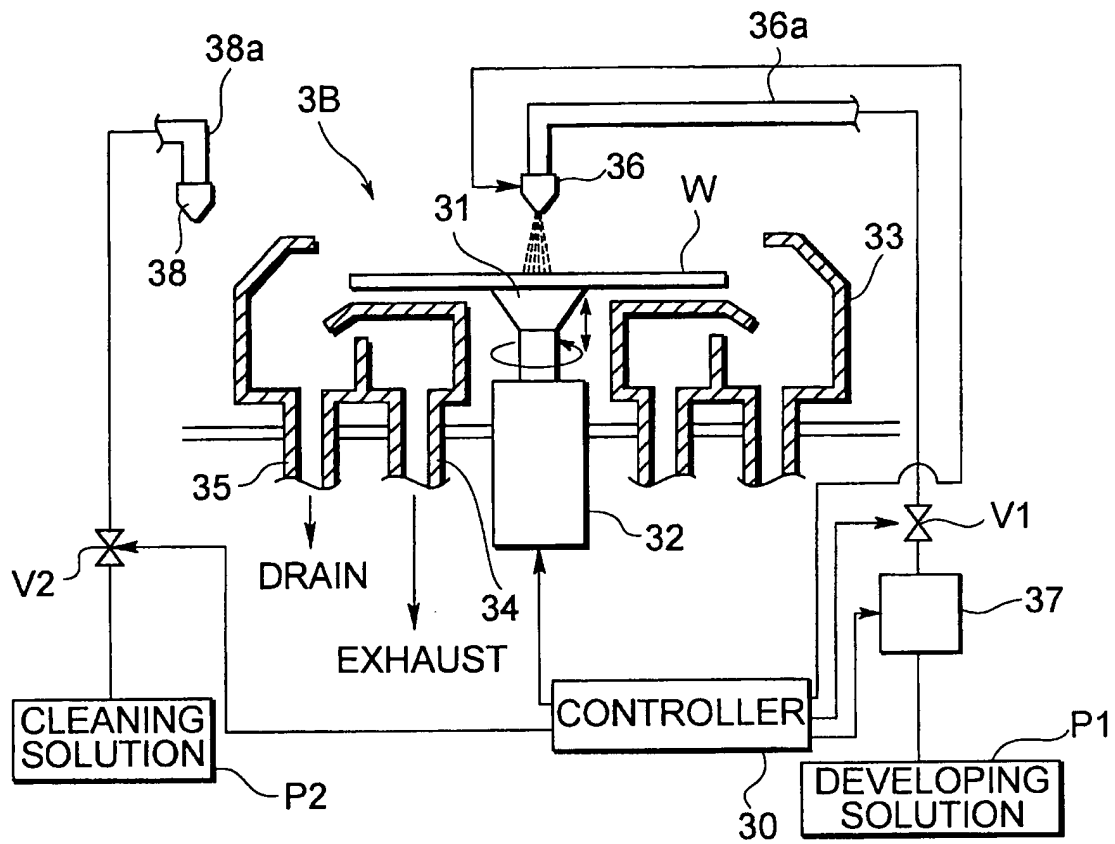 38a
36a
3B
36
W
31
33
38
35
32
V1
V2
DRAIN
34
37
EXHAUST
CLEANING
SOLUTION
CONTROLLER
P1
P2
30
DEVELOPING
SOLUTION